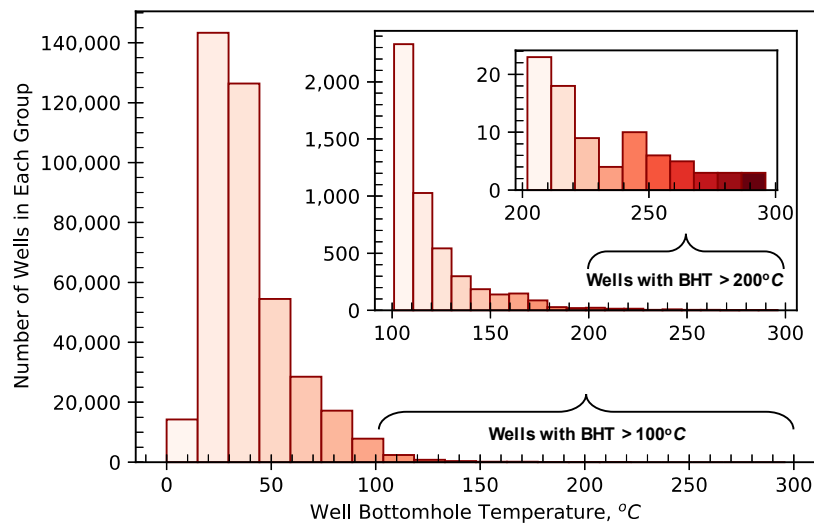 140,000
120,000
100,000
80,000
60,000
40,000
20,000
0
Number of Wells in Each Group
0 50 100 150 200 250 300
Well Bottomhole Temperature, °C
2,000
1,500
1,000
500
0
100 150 200 250 300
20
10
0
200 250 300
Wells with BHT > 200°C
Wells with BHT > 100°C